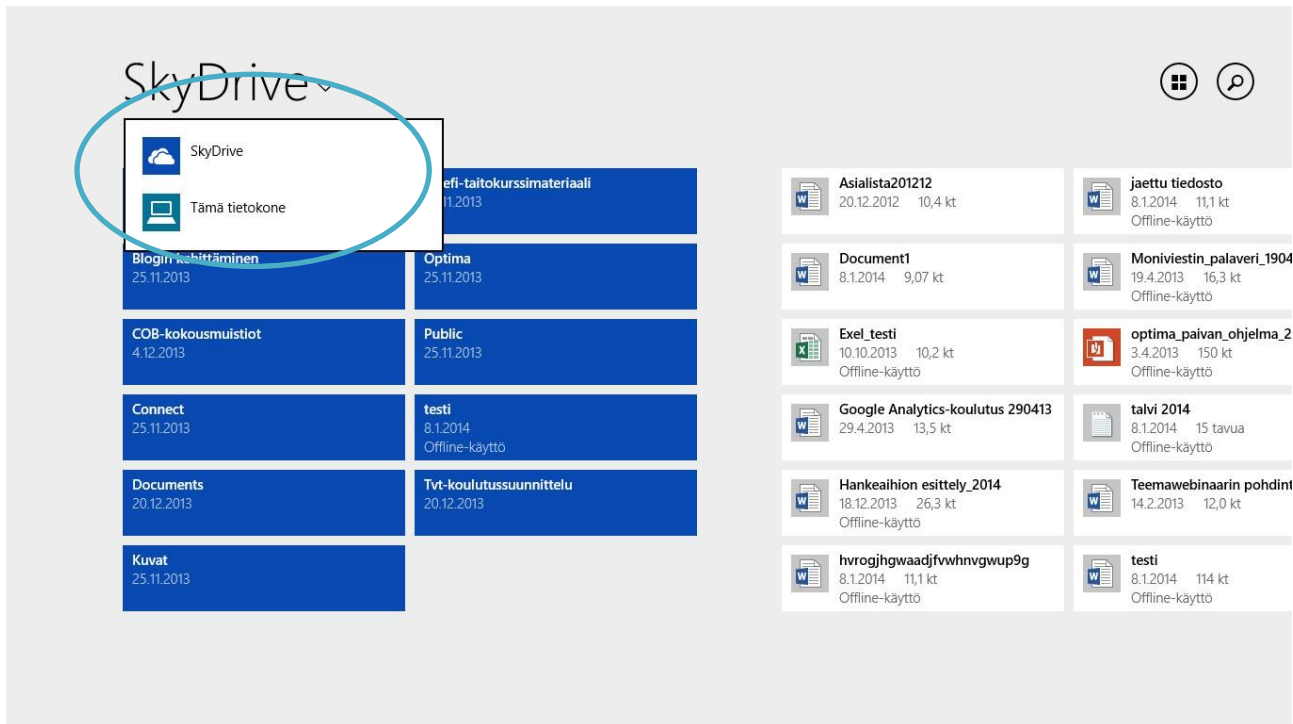 SkyDrive
SkyDrive
Tämä tietokone
Blogin kehittäminen
25.11.2013
COB-kokousmuistiot
4.12.2013
Connect
25.11.2013
Documents
20.12.2013
Kuvat
25.11.2013
efi-taitokurssimateriaali
11.2013
Optima
25.11.2013
Public
25.11.2013
testi
8.1.2014
Offline-käyttö
Tvt-koulutussuunnittelu
20.12.2013
Asialista201212
20.12.2012 10,4 kt
Document1
8.1.2014 9,07 kt
Exel_testi
10.10.2013 10,2 kt
Offline-käyttö
Google Analytics-koulutus 290413
29.4.2013 13,5 kt
Hankeaihion esittely_2014
18.12.2013 26,3 kt
Offline-käyttö
hvrogjhgwaadjfvwhnvgwup9g
8.1.2014 11,1 kt
Offline-käyttö
jaettu tiedosto
8.1.2014 11,1 kt
Offline-käyttö
Moniviestin_palaveri_1904
19.4.2013 16,3 kt
Offline-käyttö
optima_paivan_ohjelma_2
3.4.2013 150 kt
Offline-käyttö
talvi 2014
8.1.2014 15 tavua
Offline-käyttö
Teemawebinaarin pohdint
14.2.2013 12,0 kt
testi
8.1.2014 114 kt
Offline-käyttö